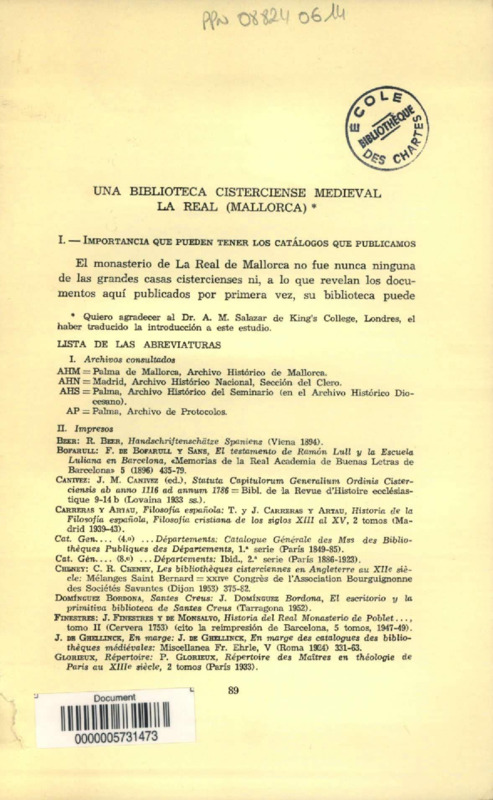 PPN 08824 06 14
ECOLE
BIBLIOTHÈQUE
DES CHARTES
UNA BIBLIOTECA CISTERCIENSE MEDIEVAL
LA REAL (MALLORCA) *
I. — IMPORTANCIA QUE PUEDEN TENER LOS CATÁLOGOS QUE PUBLICAMOS
El monasterio de La Real de Mallorca no fue nunca ninguna
de las grandes casas cistercienses ni, a lo que revelan los docu-
mentos aquí publicados por primera vez, su biblioteca puede
* Quiero agradecer al Dr. A. M. Salazar de King's College, Londres, el
haber traducido la introducción a este estudio.
LISTA DE LAS ABREVIATURAS
I. Archivos consultados
AHM = Palma de Mallorca, Archivo Histórico de Mallorca.
AHN = Madrid, Archivo Histórico Nacional, Sección del Clero.
AHS = Palma, Archivo Histórico del Seminario (en el Archivo Histórico Dio-
cesano).
AP = Palma, Archivo de Protocolos.
II. Impresos
BEER: R. BEER, Handschriftenschätze Spaniens (Viena 1894).
BOFARULL: F. DE BOFARULL Y SANS, El testamento de Ramón Lull y la Escuela
Luliana en Barcelona, «Memorias de la Real Academia de Buenas Letras de
Barcelona» 5 (1896) 435-79.
CANIVEZ: J. M. CANIVEZ (ed.), Statuta Capitulorum Generalium Ordinis Cister-
ciensis ab anno 1116 ad annum 1786 = Bibl. de la Revue d'Histoire ecclésias-
tique 9-14 b (Lovaina 1933 ss.).
CARRERAS Y ARTAU, Filosofía española: T. y J. CARRERAS Y ARTAU, Historia de la
Filosofía española, Filosofía cristiana de los siglos XIII al XV, 2 tomos (Ma-
drid 1939-43).
Cat. Gen.... (4.º) ...Départements: Catalogue Générale des Mss des Biblio-
thèques Publiques des Départements, 1.ª serie (París 1849-85).
Cat. Gén.... (8.º) ...Départements: Ibid., 2.ª serie (París 1886-1923).
CHENEY: C. R. CHENEY, Les bibliothèques cisterciennes en Angleterre au XIIe siè-
cle: Mélanges Saint Bernard = XXIVe Congrès de l'Association Bourguignonne
des Sociétés Savantes (Dijon 1953) 375-82.
DOMÍNGUEZ BORDONA, Santes Creus: J. DOMÍNGUEZ BORDONA, El escritorio y la
primitiva biblioteca de Santes Creus (Tarragona 1952).
FINESTRES: J. FINESTRES Y DE MONSALVO, Historia del Real Monasterio de Poblet...,
tomo II (Cervera 1753) (cito la reimpresión de Barcelona, 5 tomos, 1947-49).
J. DE GHELLINCK, En marge: J. DE GHELLINCK, En marge des catalogues des biblio-
thèques médiévales: Miscellanea Fr. Ehrle, V (Roma 1924) 331-63.
GLORIEUX, Répertoire: P. GLORIEUX, Répertoire des Maîtres en théologie de
París au XIIIe siècle, 2 tomos (París 1933).
89
Document
0000005731473